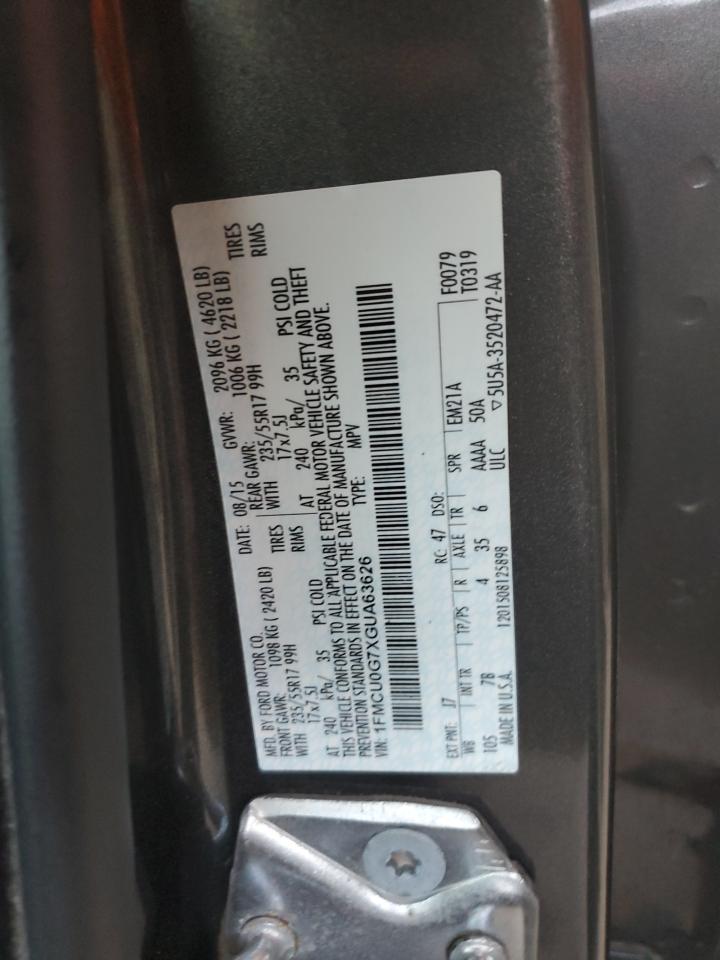 MFD. BY FORD MOTOR CO. DATE: 08/15 GVWR: 2096 KG ( 4620 LB)
FRONT GAWR: 1098 KG ( 2420 LB) REAR GAWR: 1006 KG ( 2218 LB)
WITH 235/55R17 99H TIRES WITH 235/55R17 99H TIRES
17x7.5J RIMS 17x7.5J RIMS
AT 240 kPa/ 35 PSI COLD AT 240 kPa/ 35 PSI COLD
THIS VEHICLE CONFORMS TO ALL APPLICABLE FEDERAL MOTOR VEHICLE SAFETY AND THEFT
PREVENTION STANDARDS IN EFFECT ON THE DATE OF MANUFACTURE SHOWN ABOVE.
VIN: 1FMCU0G7XGUA63626 TYPE: MPV
EXT PNT: J7 RC: 47 DSO: F0079
WB INT TR TP/PS R AXLE TR SPR EM21A T0319
105 7B 4 35 6 AAAA 50A
MADE IN U.S.A. 1201508125898 ULC ▽5U5A-3520472-AA